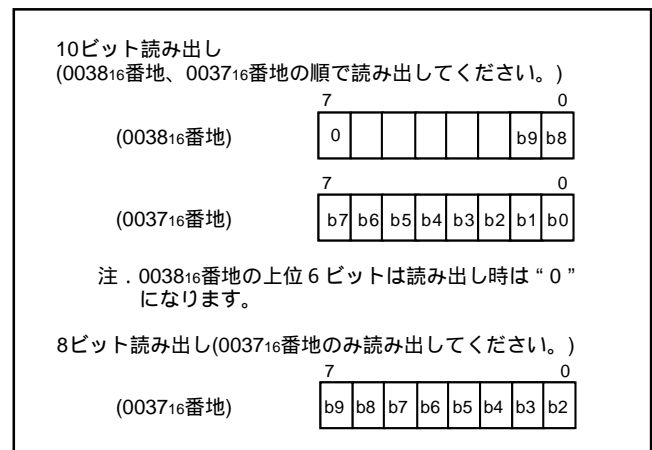 10ビット読み出し
(003816番地、003716番地の順で読み出してください。)
7 0
(003816番地) 0 b9 b8
7 0
(003716番地) b7 b6 b5 b4 b3 b2 b1 b0
注．003816番地の上位6ビットは読み出し時は“0”
になります。
8ビット読み出し(003716番地のみ読み出してください。)
7 0
(003716番地) b9 b8 b7 b6 b5 b4 b3 b2